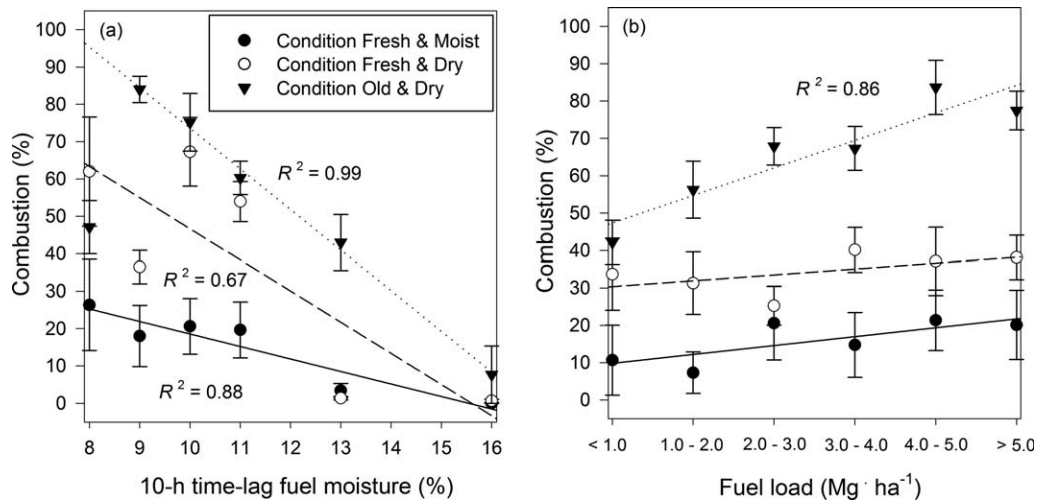 (a)
Condition Fresh & Moist
Condition Fresh & Dry
Condition Old & Dry
100
90
80
70
60
50
40
30
20
10
0
Combustion (%)
R² = 0.99
R² = 0.67
R² = 0.88
8 9 10 11 12 13 14 15 16
10-h time-lag fuel moisture (%)
(b)
100
90
80
70
60
50
40
30
20
10
0
Combustion (%)
R² = 0.86
< 1.0 1.0 - 2.0 2.0 - 3.0 3.0 - 4.0 4.0 - 5.0 > 5.0
Fuel load (Mg · ha⁻¹)